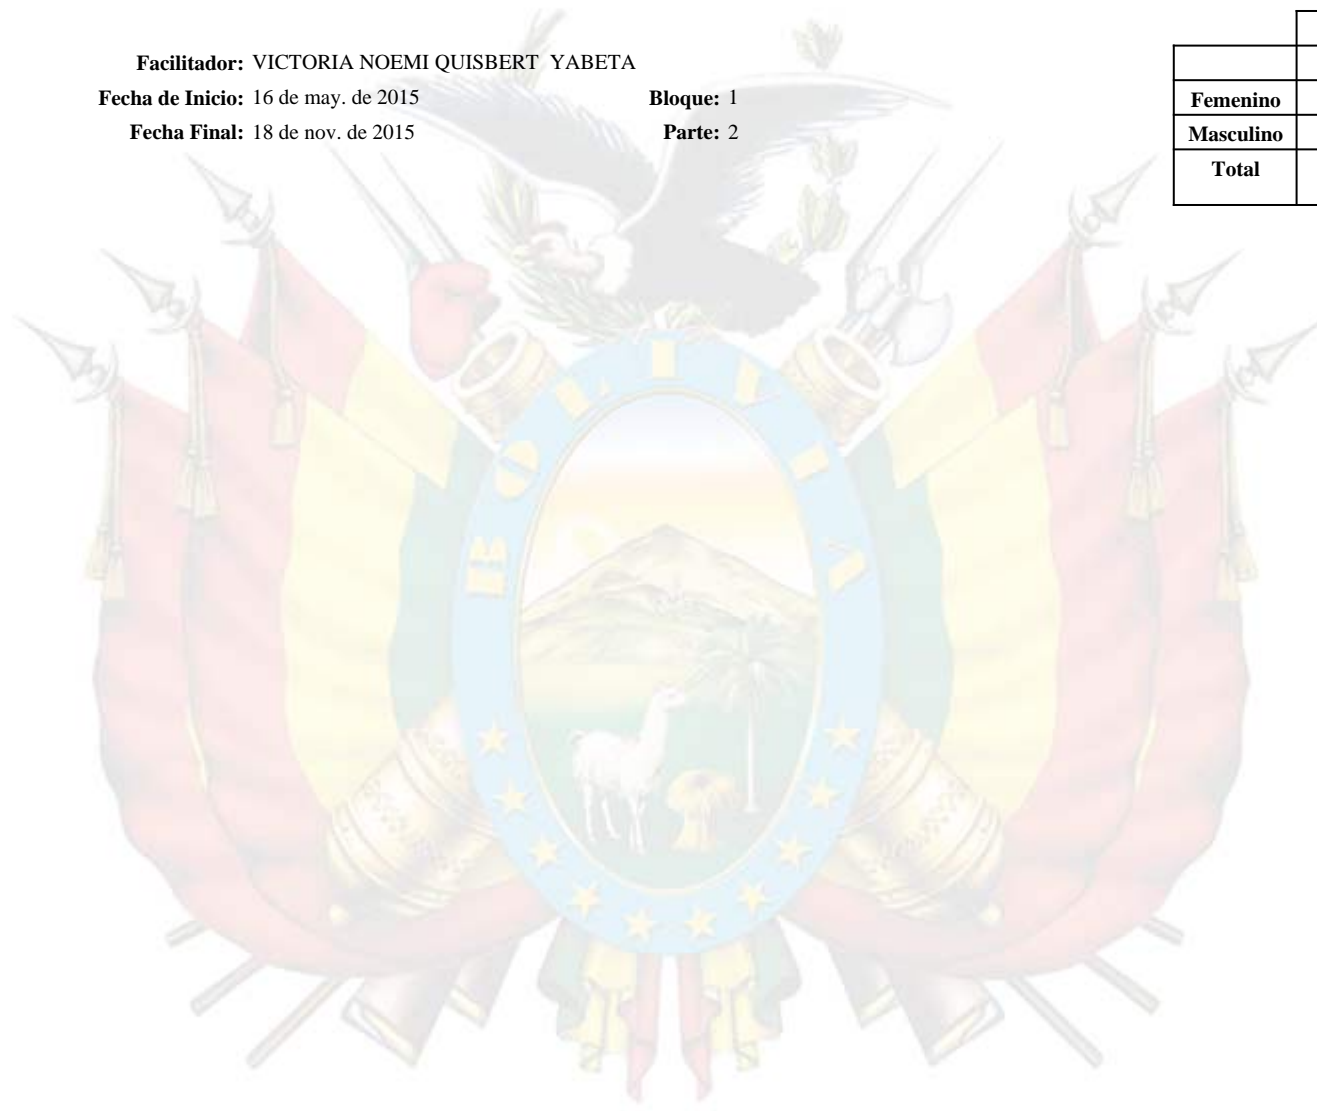 Facilitador: VICTORIA NOEMI QUISBERT YABETA
Fecha de Inicio: 16 de may. de 2015 Bloque: 1
Fecha Final: 18 de nov. de 2015 Parte: 2
Femenino
Masculino
Total
BOLIVIA